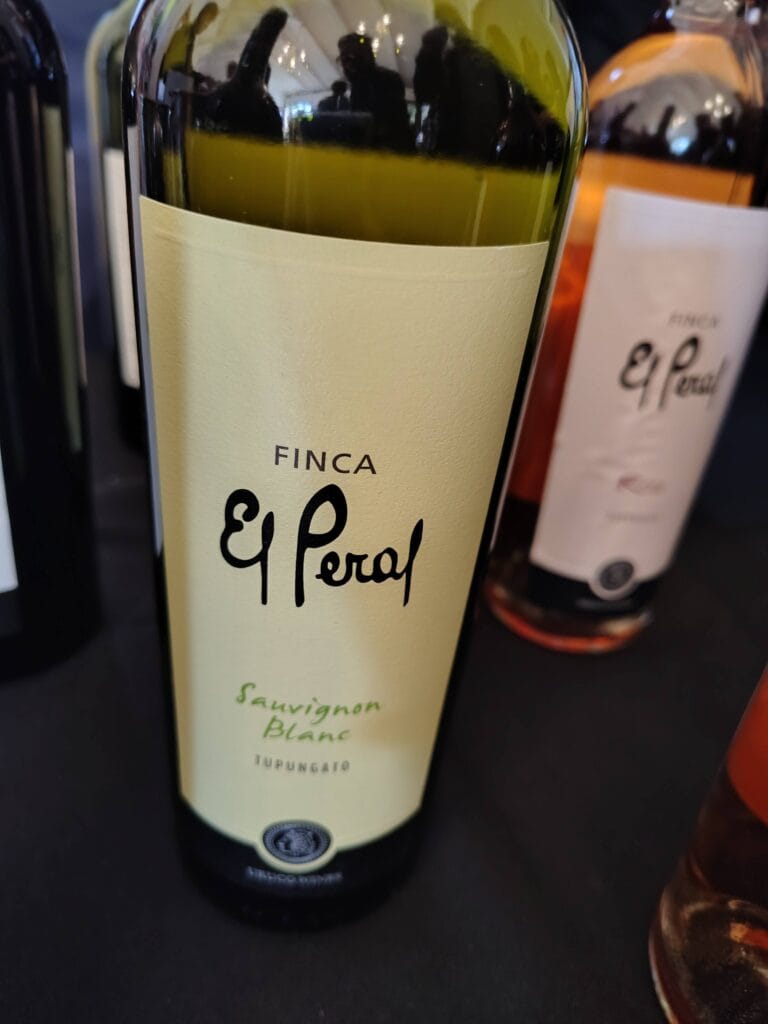 FINCA
El Peral
Sauvignon
Blanc
TUPUNGATO
FINCA
El Peral